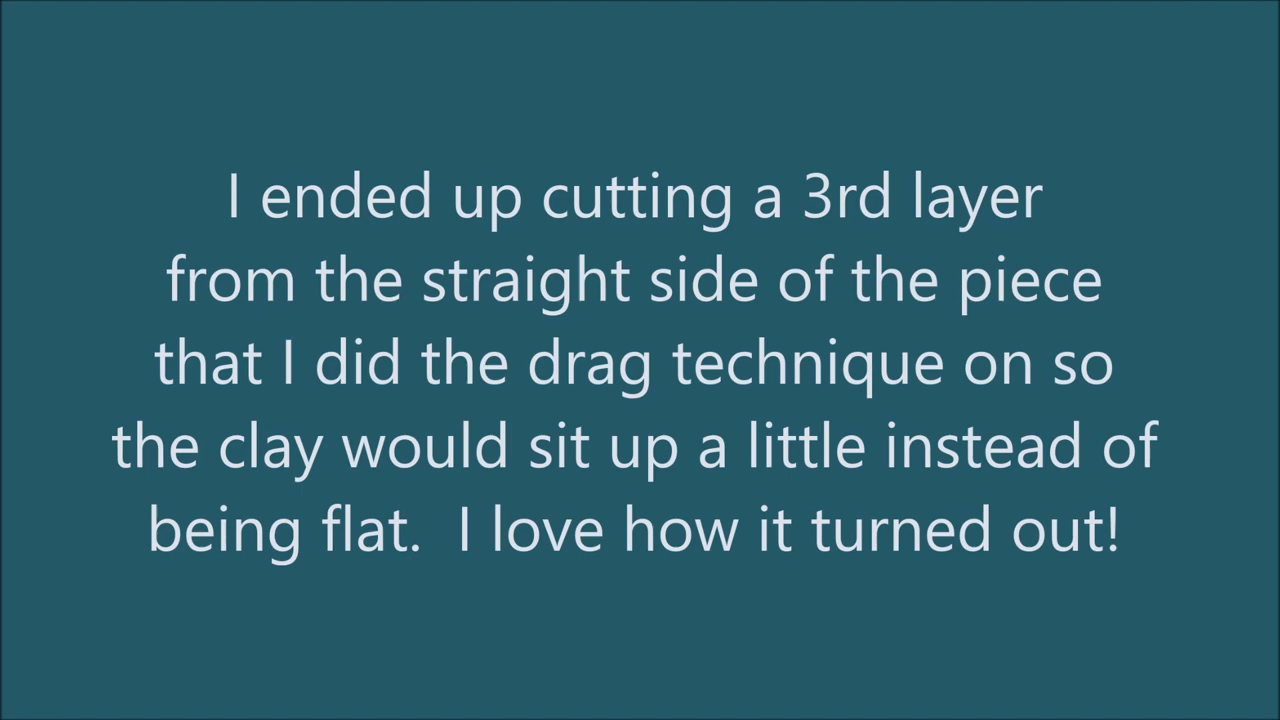 I ended up cutting a 3rd layer
from the straight side of the piece
that I did the drag technique on so
the clay would sit up a little instead of
being flat.  I love how it turned out!